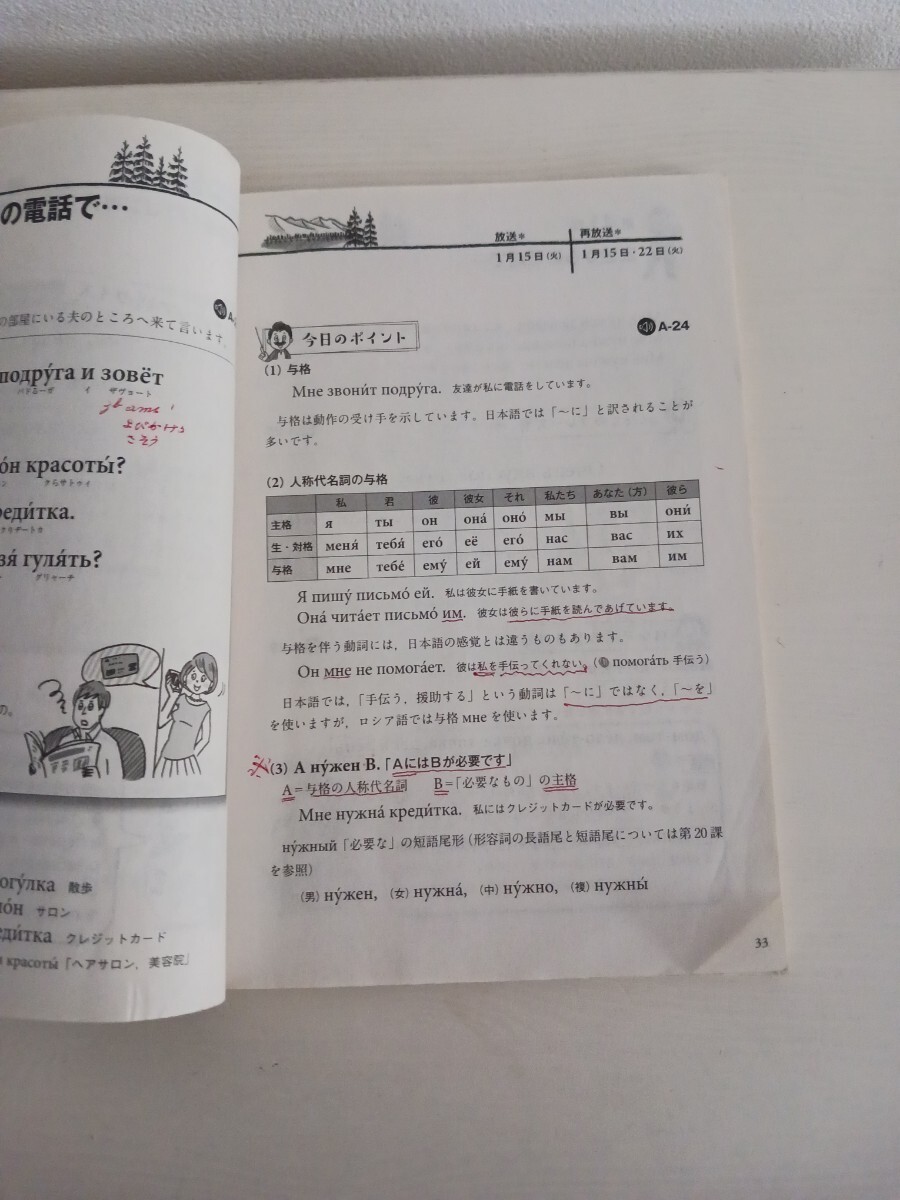 の電話で…
の部屋にいる夫のところへ来て言います。
подру́га и зовёт
パドルーガ イ ザヴョート
よびかける
さそう
о́н красоты́?
ン クラサトゥイ
реди́тка.
クリヂートカ
зя гуля́ть?
グリャーチ
の。
огу́лка 散歩
о́н サロン
еди́тка クレジットカード
н красоты́「ヘアサロン，美容院」
放送＊ 再放送＊
1月15日(火) 1月15日・22日(火)
今日のポイント A-24
(1) 与格
Мне звони́т подру́га. 友達が私に電話をしています。
与格は動作の受け手を示しています。日本語では「〜に」と訳されることが
多いです。
(2) 人称代名詞の与格
私 君 彼 彼女 それ 私たち あなた（方） 彼ら
主格 я ты он она́ оно́ мы вы они́
生・対格 меня́ тебя́ его́ её его́ нас вас их
与格 мне тебе́ ему́ ей ему́ нам вам им
Я пишу́ письмо́ ей. 私は彼女に手紙を書いています。
Она́ чита́ет письмо́ им. 彼女は彼らに手紙を読んであげています。
与格を伴う動詞には，日本語の感覚とは違うものもあります。
Он мне не помога́ет. 彼は私を手伝ってくれない。( помога́ть 手伝う)
日本語では，「手伝う，援助する」という動詞は「〜に」ではなく，「〜を」
を使いますが，ロシア語では与格 мне を使います。
(3) А ну́жен В.「AにはBが必要です」
A＝与格の人称代名詞 B＝「必要なもの」の主格
Мне нужна́ креди́тка. 私にはクレジットカードが必要です。
ну́жный「必要な」の短語尾形（形容詞の長語尾と短語尾については第20課
を参照）
(男) ну́жен, (女) нужна́, (中) ну́жно, (複) нужны́
33